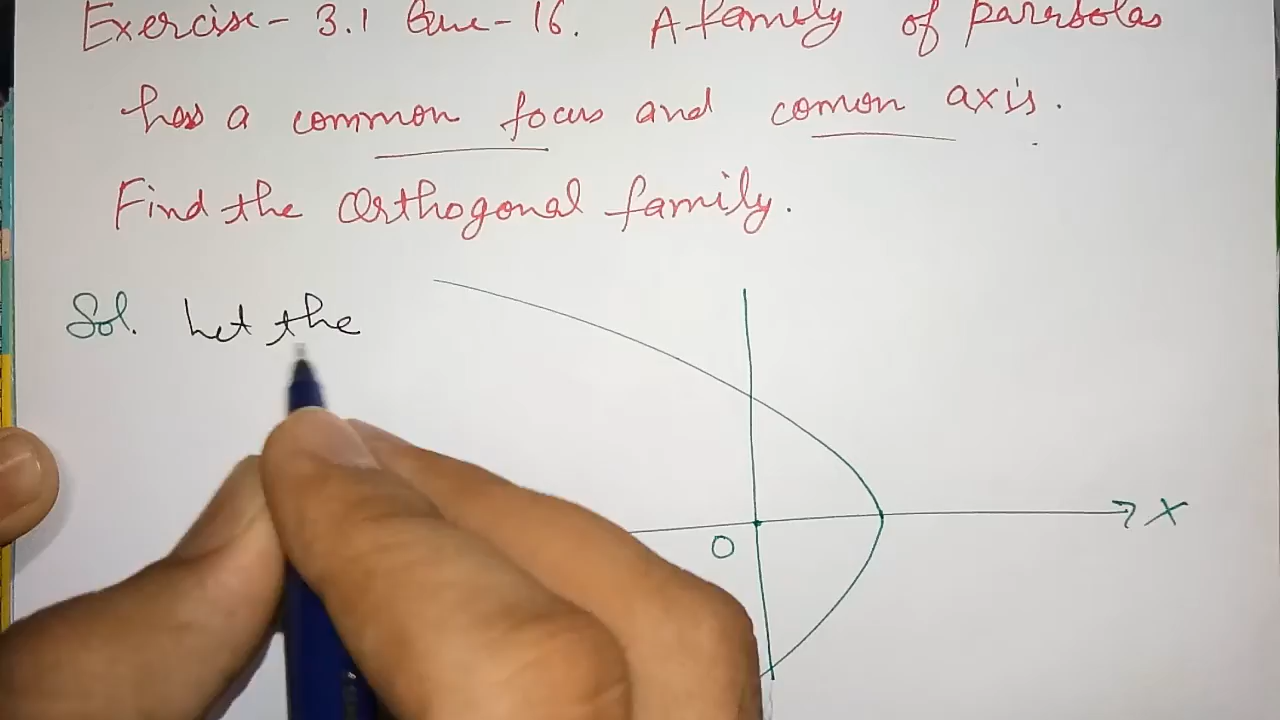 Exercise - 3.1 Que - 16. A family of parabolas
has a common focus and comon axis.
Find the Orthogonal family.
Sol. Let the
O
X